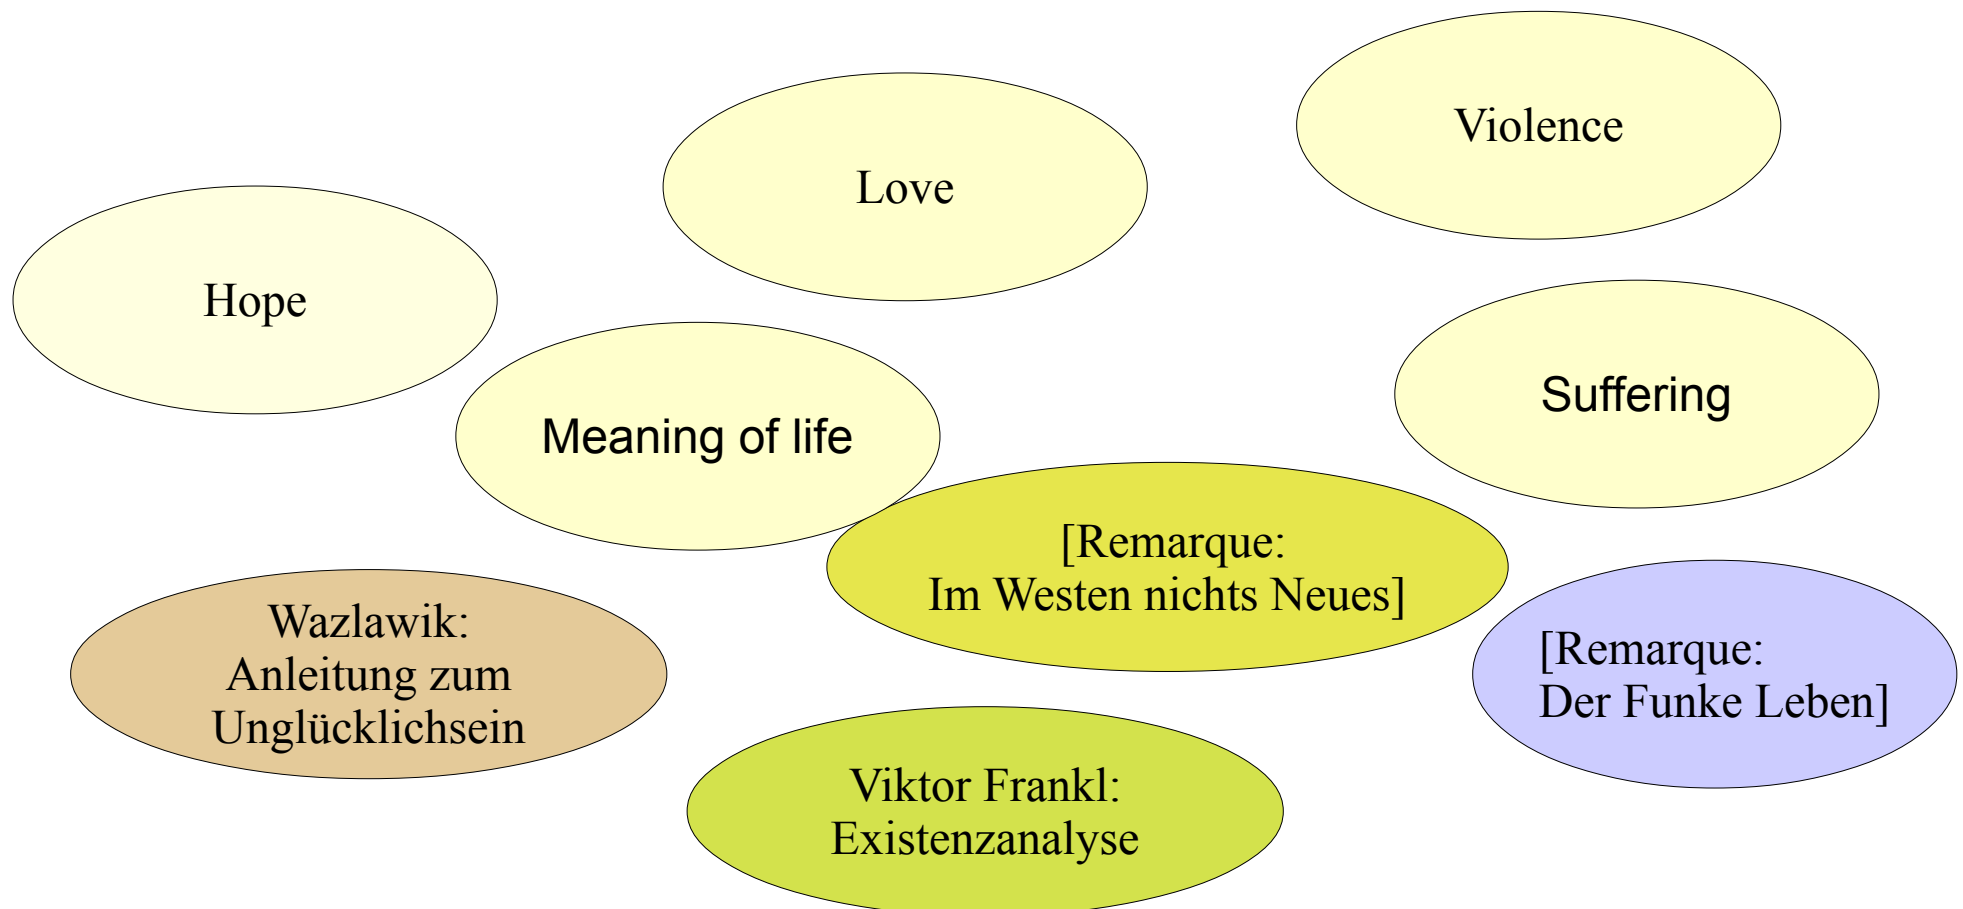 Violence
Love
Hope
Suffering
Meaning of life
[Remarque:
Im Westen nichts Neues]
Wazlawik:
Anleitung zum
Unglücklichsein
[Remarque:
Der Funke Leben]
Viktor Frankl:
Existenzanalyse